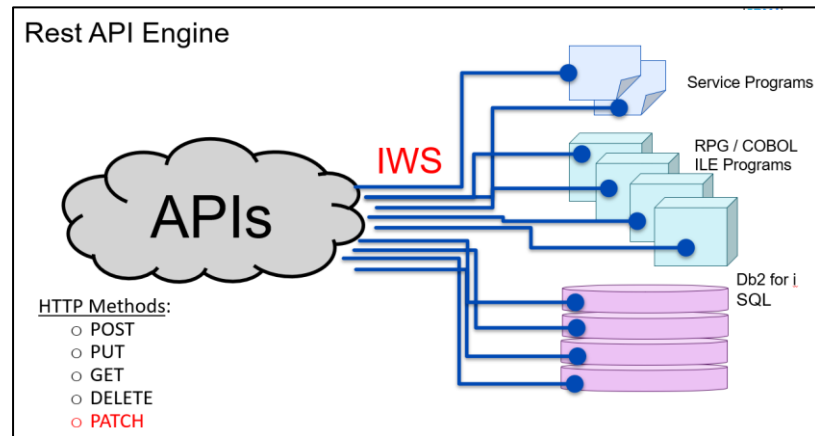 Rest API Engine
Service Programs
IWS
RPG / COBOL
ILE Programs
APIs
Db2 for i
SQL
HTTP Methods:
o POST
o PUT
o GET
o DELETE
o PATCH